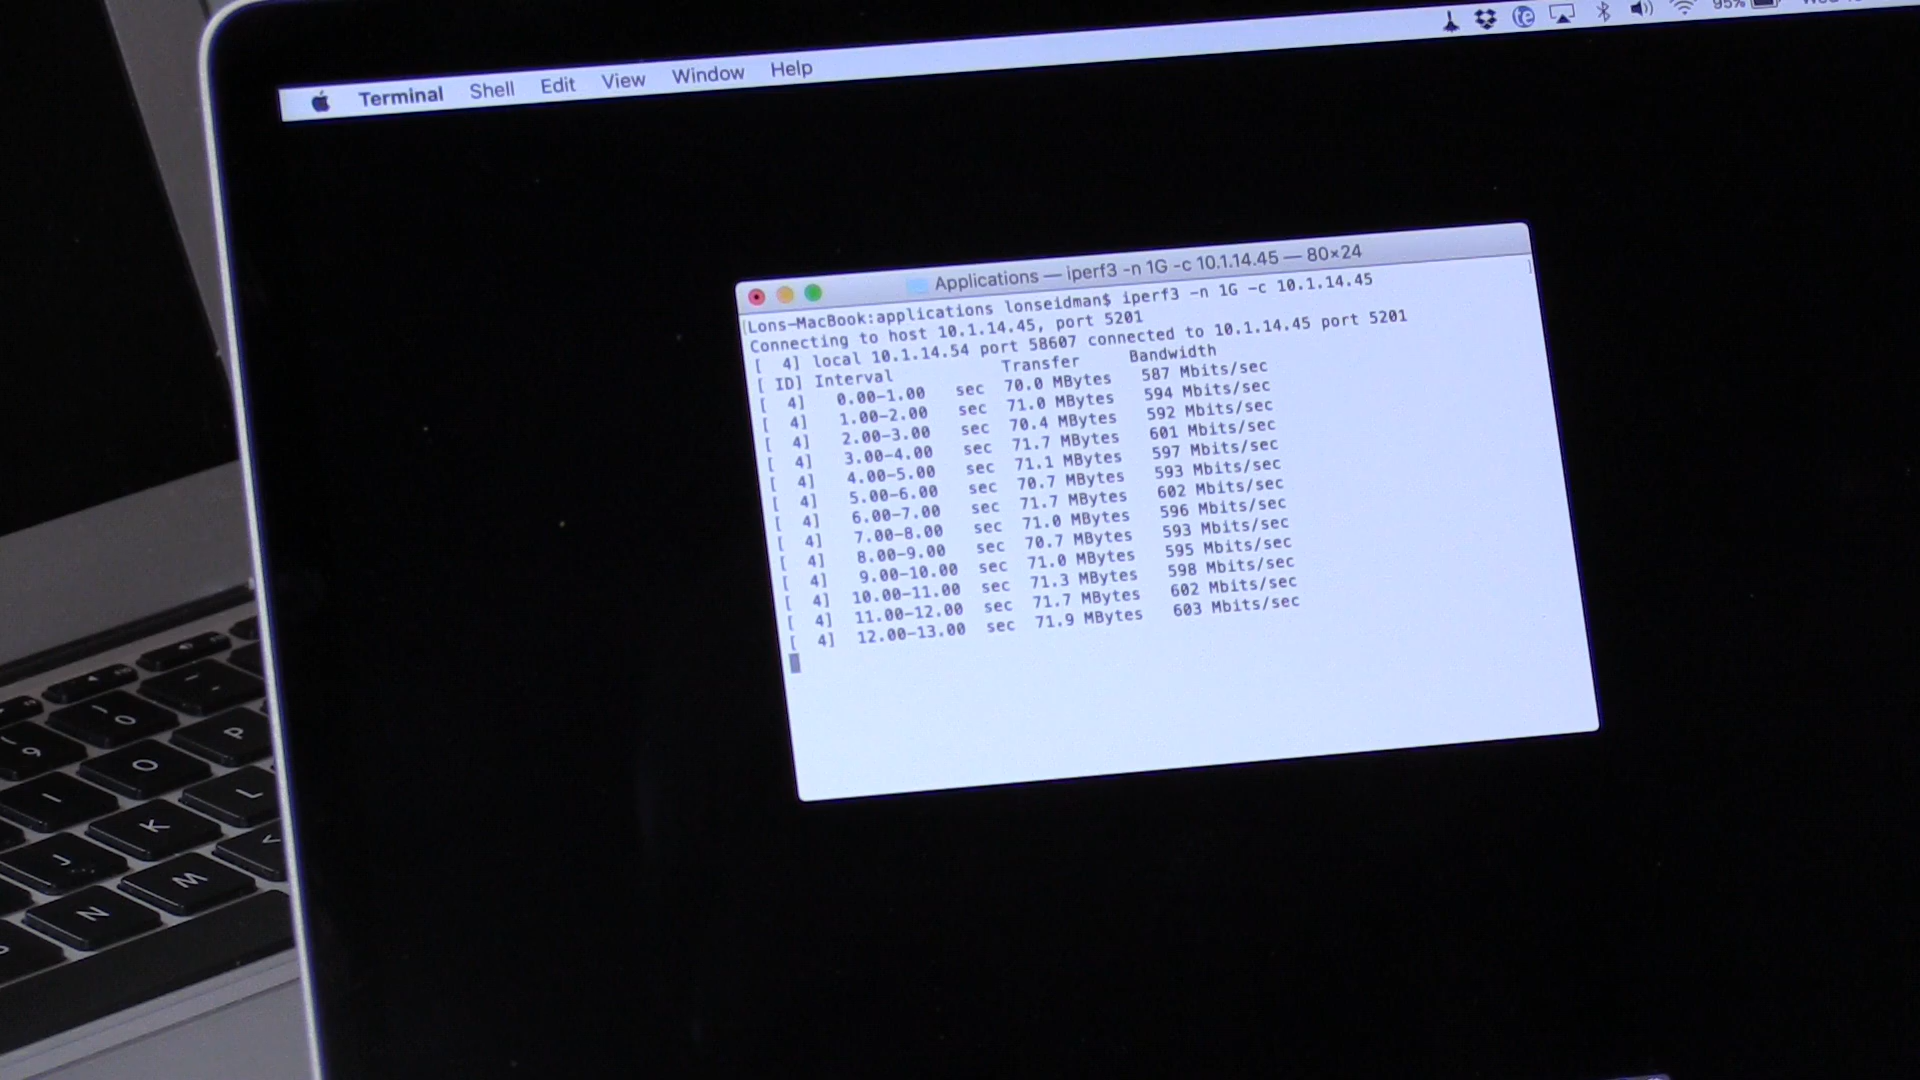 Terminal Shell Edit View Window Help
95%
Applications — iperf3 -n 1G -c 10.1.14.45 — 80×24
Lons-MacBook:applications lonseidman$ iperf3 -n 1G -c 10.1.14.45
Connecting to host 10.1.14.45, port 5201
[ 4] local 10.1.14.54 port 58607 connected to 10.1.14.45 port 5201
[ ID] Interval Transfer Bandwidth
[ 4] 0.00-1.00 sec 70.0 MBytes 587 Mbits/sec
[ 4] 1.00-2.00 sec 71.0 MBytes 594 Mbits/sec
[ 4] 2.00-3.00 sec 70.4 MBytes 592 Mbits/sec
[ 4] 3.00-4.00 sec 71.7 MBytes 601 Mbits/sec
[ 4] 4.00-5.00 sec 71.1 MBytes 597 Mbits/sec
[ 4] 5.00-6.00 sec 70.7 MBytes 593 Mbits/sec
[ 4] 6.00-7.00 sec 71.7 MBytes 602 Mbits/sec
[ 4] 7.00-8.00 sec 71.0 MBytes 596 Mbits/sec
[ 4] 8.00-9.00 sec 70.7 MBytes 593 Mbits/sec
[ 4] 9.00-10.00 sec 71.0 MBytes 595 Mbits/sec
[ 4] 10.00-11.00 sec 71.3 MBytes 598 Mbits/sec
[ 4] 11.00-12.00 sec 71.7 MBytes 602 Mbits/sec
[ 4] 12.00-13.00 sec 71.9 MBytes 603 Mbits/sec
9 O P
I O L
J K
N M